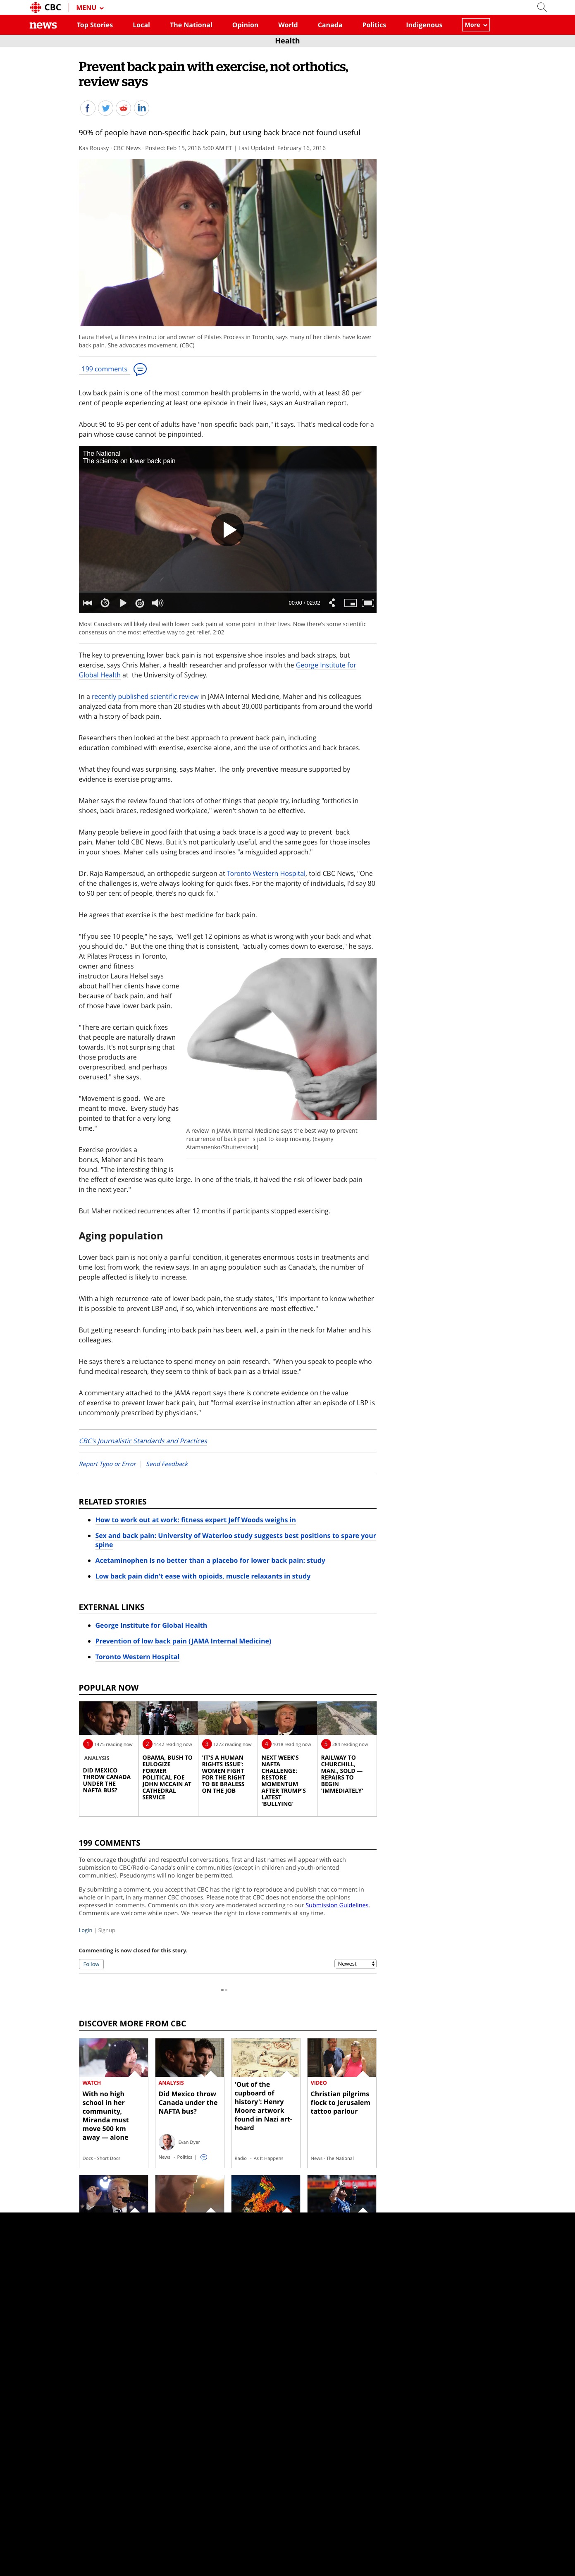 CBC
MENU
news
Top Stories
Local
The National
Opinion
World
Canada
Politics
Indigenous
More
Health
Prevent back pain with exercise, not orthotics,
review says
90% of people have non-specific back pain, but using back brace not found useful
Kas Roussy · CBC News · Posted: Feb 15, 2016 5:00 AM ET | Last Updated: February 16, 2016
Laura Helsel, a fitness instructor and owner of Pilates Process in Toronto, says many of her clients have lower
back pain. She advocates movement. (CBC)
199 comments
Low back pain is one of the most common health problems in the world, with at least 80 per
cent of people experiencing at least one episode in their lives, says an Australian report.
About 90 to 95 per cent of adults have "non-specific back pain," it says. That's medical code for a
pain whose cause cannot be pinpointed.
The National
The science on lower back pain
00:00 / 02:02
Most Canadians will likely deal with lower back pain at some point in their lives. Now there's some scientific
consensus on the most effective way to get relief. 2:02
The key to preventing lower back pain is not expensive shoe insoles and back straps, but
exercise, says Chris Maher, a health researcher and professor with the George Institute for
Global Health at the University of Sydney.
In a recently published scientific review in JAMA Internal Medicine, Maher and his colleagues
analyzed data from more than 20 studies with about 30,000 participants from around the world
with a history of back pain.
Researchers then looked at the best approach to prevent back pain, including
education combined with exercise, exercise alone, and the use of orthotics and back braces.
What they found was surprising, says Maher. The only preventive measure supported by
evidence is exercise programs.
Maher says the review found that lots of other things that people try, including "orthotics in
shoes, back braces, redesigned workplace," weren't shown to be effective.
Many people believe in good faith that using a back brace is a good way to prevent back
pain, Maher told CBC News. But it's not particularly useful, and the same goes for those insoles
in your shoes. Maher calls using braces and insoles "a misguided approach."
Dr. Raja Rampersaud, an orthopedic surgeon at Toronto Western Hospital, told CBC News, "One
of the challenges is, we're always looking for quick fixes. For the majority of individuals, I'd say 80
to 90 per cent of people, there's no quick fix."
He agrees that exercise is the best medicine for back pain.
"If you see 10 people," he says, "we'll get 12 opinions as what is wrong with your back and what
you should do." But the one thing that is consistent, "actually comes down to exercise," he says.
At Pilates Process in Toronto,
owner and fitness
instructor Laura Helsel says
about half her clients have come
because of back pain, and half
of those have lower back pain.
"There are certain quick fixes
that people are naturally drawn
towards. It's not surprising that
those products are
overprescribed, and perhaps
overused," she says.
"Movement is good. We are
meant to move. Every study has
pointed to that for a very long
time."
A review in JAMA Internal Medicine says the best way to prevent
recurrence of back pain is just to keep moving. (Evgeny
Atamanenko/Shutterstock)
Exercise provides a
bonus, Maher and his team
found. "The interesting thing is
the effect of exercise was quite large. In one of the trials, it halved the risk of lower back pain
in the next year."
But Maher noticed recurrences after 12 months if participants stopped exercising.
Aging population
Lower back pain is not only a painful condition, it generates enormous costs in treatments and
time lost from work, the review says. In an aging population such as Canada's, the number of
people affected is likely to increase.
With a high recurrence rate of lower back pain, the study states, "It's important to know whether
it is possible to prevent LBP and, if so, which interventions are most effective."
But getting research funding into back pain has been, well, a pain in the neck for Maher and his
colleagues.
He says there's a reluctance to spend money on pain research. "When you speak to people who
fund medical research, they seem to think of back pain as a trivial issue."
A commentary attached to the JAMA report says there is concrete evidence on the value
of exercise to prevent lower back pain, but "formal exercise instruction after an episode of LBP is
uncommonly prescribed by physicians."
CBC's Journalistic Standards and Practices
Report Typo or Error | Send Feedback
RELATED STORIES
How to work out at work: fitness expert Jeff Woods weighs in
Sex and back pain: University of Waterloo study suggests best positions to spare your
spine
Acetaminophen is no better than a placebo for lower back pain: study
Low back pain didn't ease with opioids, muscle relaxants in study
EXTERNAL LINKS
George Institute for Global Health
Prevention of low back pain (JAMA Internal Medicine)
Toronto Western Hospital
POPULAR NOW
1 1475 reading now
ANALYSIS
DID MEXICO
THROW CANADA
UNDER THE
NAFTA BUS?
2 1442 reading now
OBAMA, BUSH TO
EULOGIZE
FORMER
POLITICAL FOE
JOHN MCCAIN AT
CATHEDRAL
SERVICE
3 1272 reading now
'IT'S A HUMAN
RIGHTS ISSUE':
WOMEN FIGHT
FOR THE RIGHT
TO BE BRALESS
ON THE JOB
4 1018 reading now
NEXT WEEK'S
NAFTA
CHALLENGE:
RESTORE
MOMENTUM
AFTER TRUMP'S
LATEST
'BULLYING'
5 284 reading now
RAILWAY TO
CHURCHILL,
MAN., SOLD —
REPAIRS TO
BEGIN
'IMMEDIATELY'
199 COMMENTS
To encourage thoughtful and respectful conversations, first and last names will appear with each
submission to CBC/Radio-Canada's online communities (except in children and youth-oriented
communities). Pseudonyms will no longer be permitted.
By submitting a comment, you accept that CBC has the right to reproduce and publish that comment in
whole or in part, in any manner CBC chooses. Please note that CBC does not endorse the opinions
expressed in comments. Comments on this story are moderated according to our Submission Guidelines.
Comments are welcome while open. We reserve the right to close comments at any time.
Login | Signup
Commenting is now closed for this story.
Follow
Newest
DISCOVER MORE FROM CBC
WATCH
With no high
school in her
community,
Miranda must
move 500 km
away — alone
Docs - Short Docs
ANALYSIS
Did Mexico throw
Canada under the
NAFTA bus?
Evan Dyer
News - Politics |
'Out of the
cupboard of
history': Henry
Moore artwork
found in Nazi art-
hoard
Radio - As It Happens
VIDEO
Christian pilgrims
flock to Jerusalem
tattoo parlour
News - The National